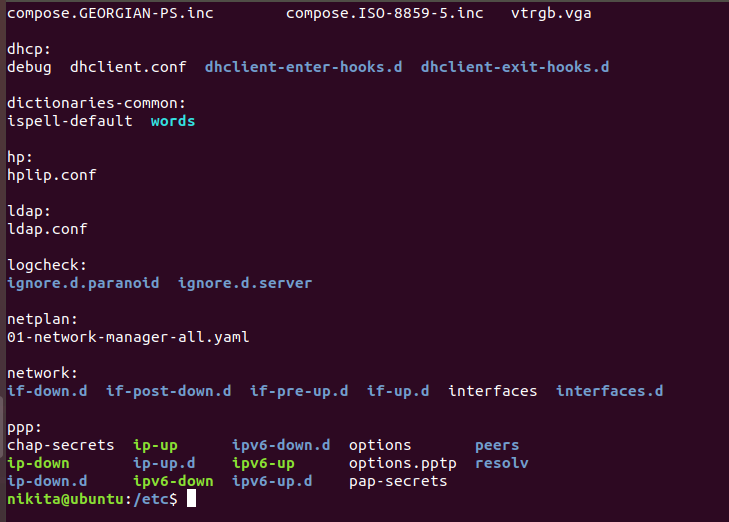 compose.GEORGIAN-PS.inc        compose.ISO-8859-5.inc   vtrgb.vga

dhcp:
debug  dhclient.conf  dhclient-enter-hooks.d  dhclient-exit-hooks.d

dictionaries-common:
ispell-default  words

hp:
hplip.conf

ldap:
ldap.conf

logcheck:
ignore.d.paranoid  ignore.d.server

netplan:
01-network-manager-all.yaml

network:
if-down.d  if-post-down.d  if-pre-up.d  if-up.d  interfaces  interfaces.d

ppp:
chap-secrets  ip-up      ipv6-down.d  options       peers
ip-down       ip-up.d    ipv6-up      options.pptp  resolv
ip-down.d     ipv6-down  ipv6-up.d    pap-secrets
nikita@ubuntu:/etc$